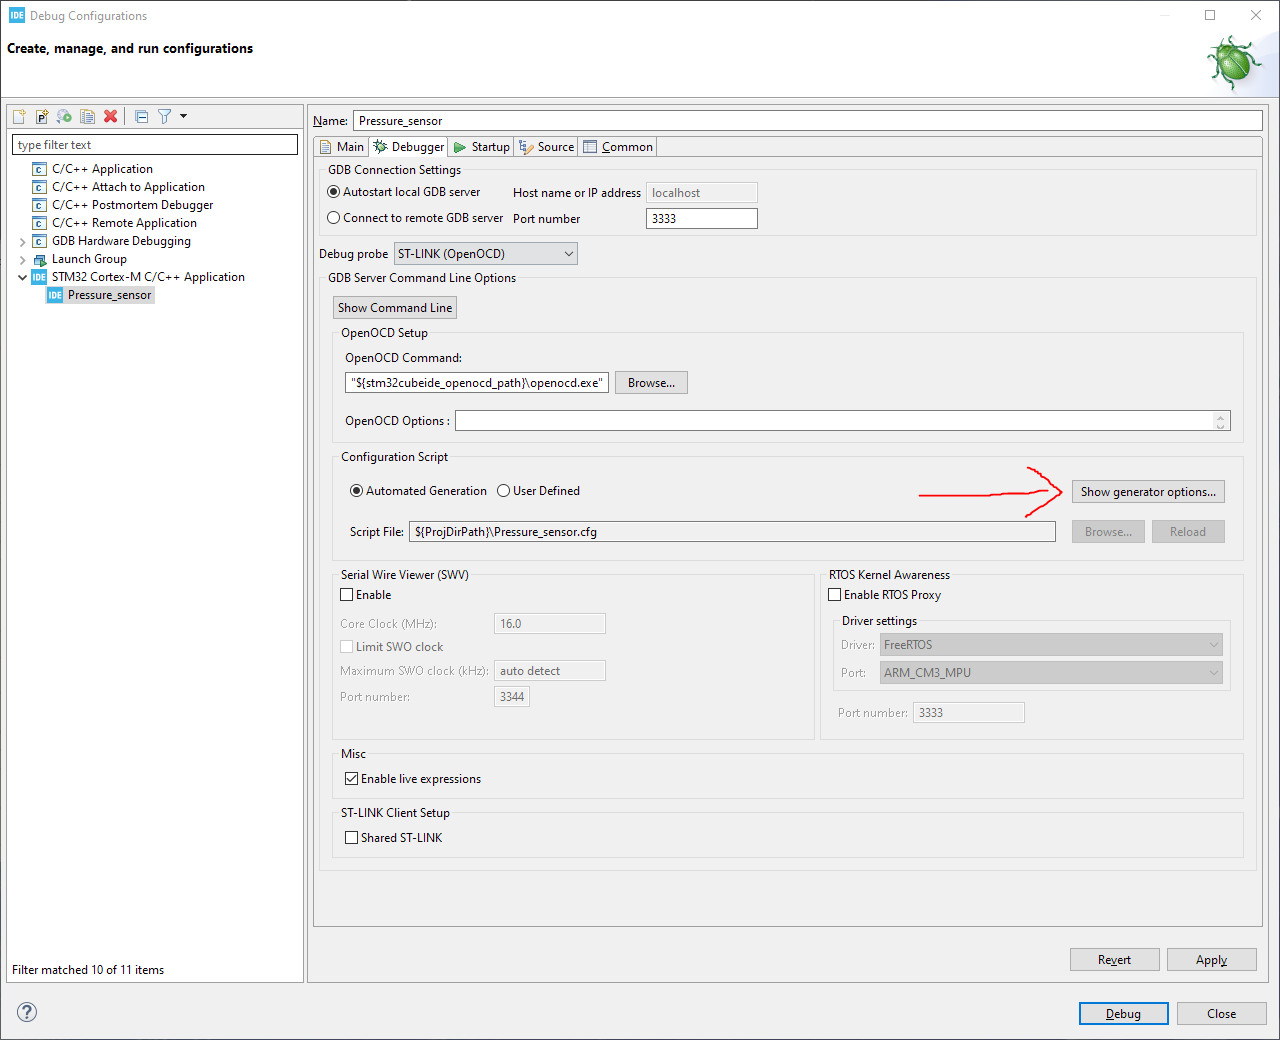 IDE Debug Configurations
Create, manage, and run configurations
type filter text
C/C++ Application
C/C++ Attach to Application
C/C++ Postmortem Debugger
C/C++ Remote Application
GDB Hardware Debugging
Launch Group
IDE STM32 Cortex-M C/C++ Application
IDE Pressure_sensor
Filter matched 10 of 11 items
Name: Pressure_sensor
Main Debugger Startup Source Common
GDB Connection Settings
Autostart local GDB server Host name or IP address localhost
Connect to remote GDB server Port number 3333
Debug probe ST-LINK (OpenOCD)
GDB Server Command Line Options
Show Command Line
OpenOCD Setup
OpenOCD Command:
"${stm32cubeide_openocd_path}\openocd.exe" Browse...
OpenOCD Options :
Configuration Script
Automated Generation User Defined Show generator options...
Script File: ${ProjDirPath}\Pressure_sensor.cfg Browse... Reload
Serial Wire Viewer (SWV)
Enable
Core Clock (MHz): 16.0
Limit SWO clock
Maximum SWO clock (kHz): auto detect
Port number: 3344
RTOS Kernel Awareness
Enable RTOS Proxy
Driver settings
Driver: FreeRTOS
Port: ARM_CM3_MPU
Port number: 3333
Misc
Enable live expressions
ST-LINK Client Setup
Shared ST-LINK
Revert Apply
Debug Close